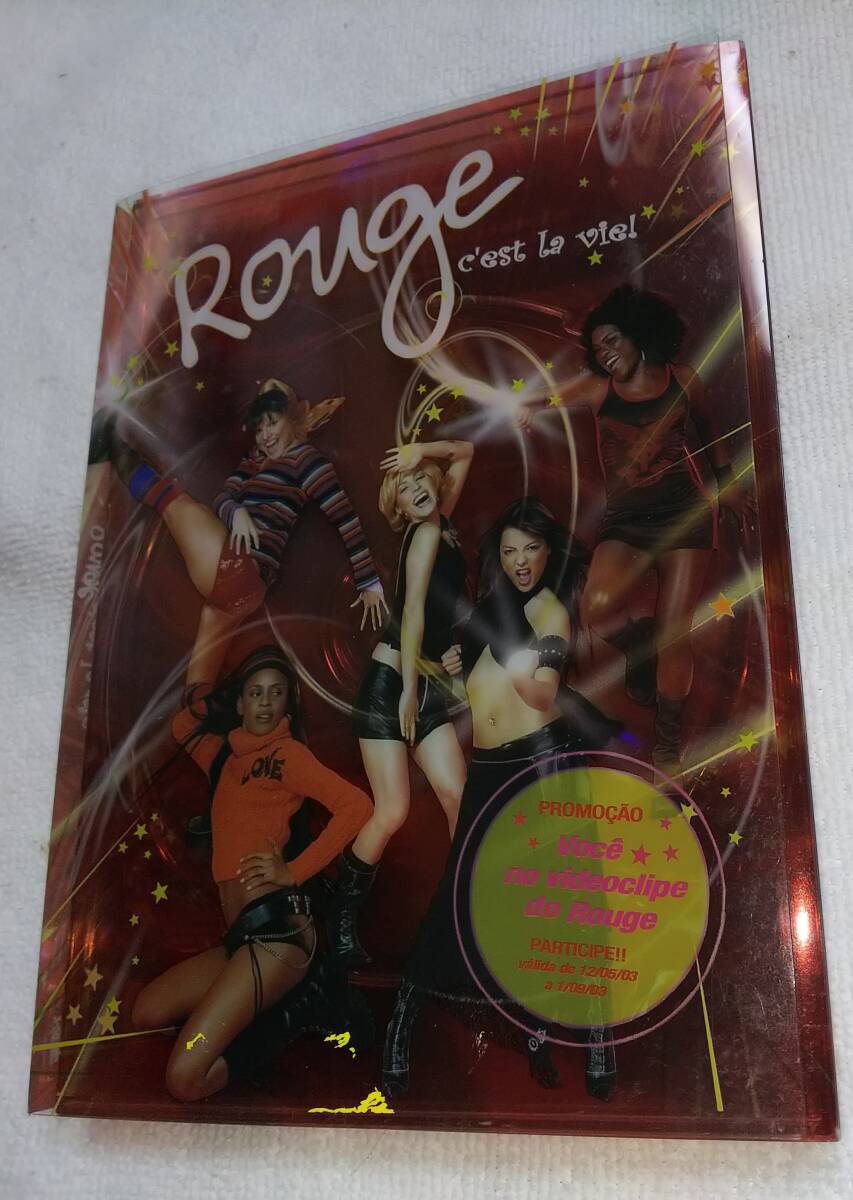 Rouge
c'est la vie!
LOVE
PROMOÇÃO
Você
no videoclipe
do Rouge
PARTICIPE!!
válida de 12/05/03
a 1/09/03